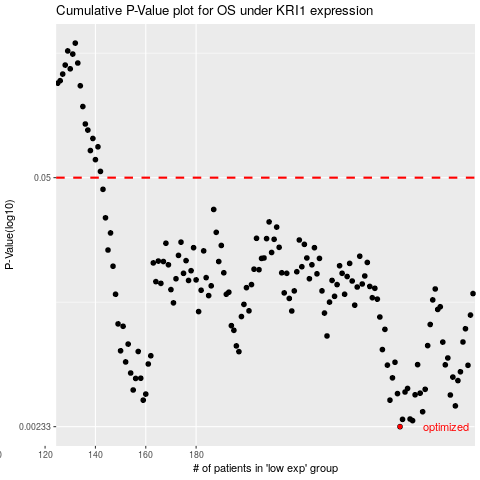 Cumulative P-Value plot for OS under KRI1 expression
P-Value(log10)
0.05
0.00233
optimized
0 120 140 160 180
# of patients in 'low exp' group